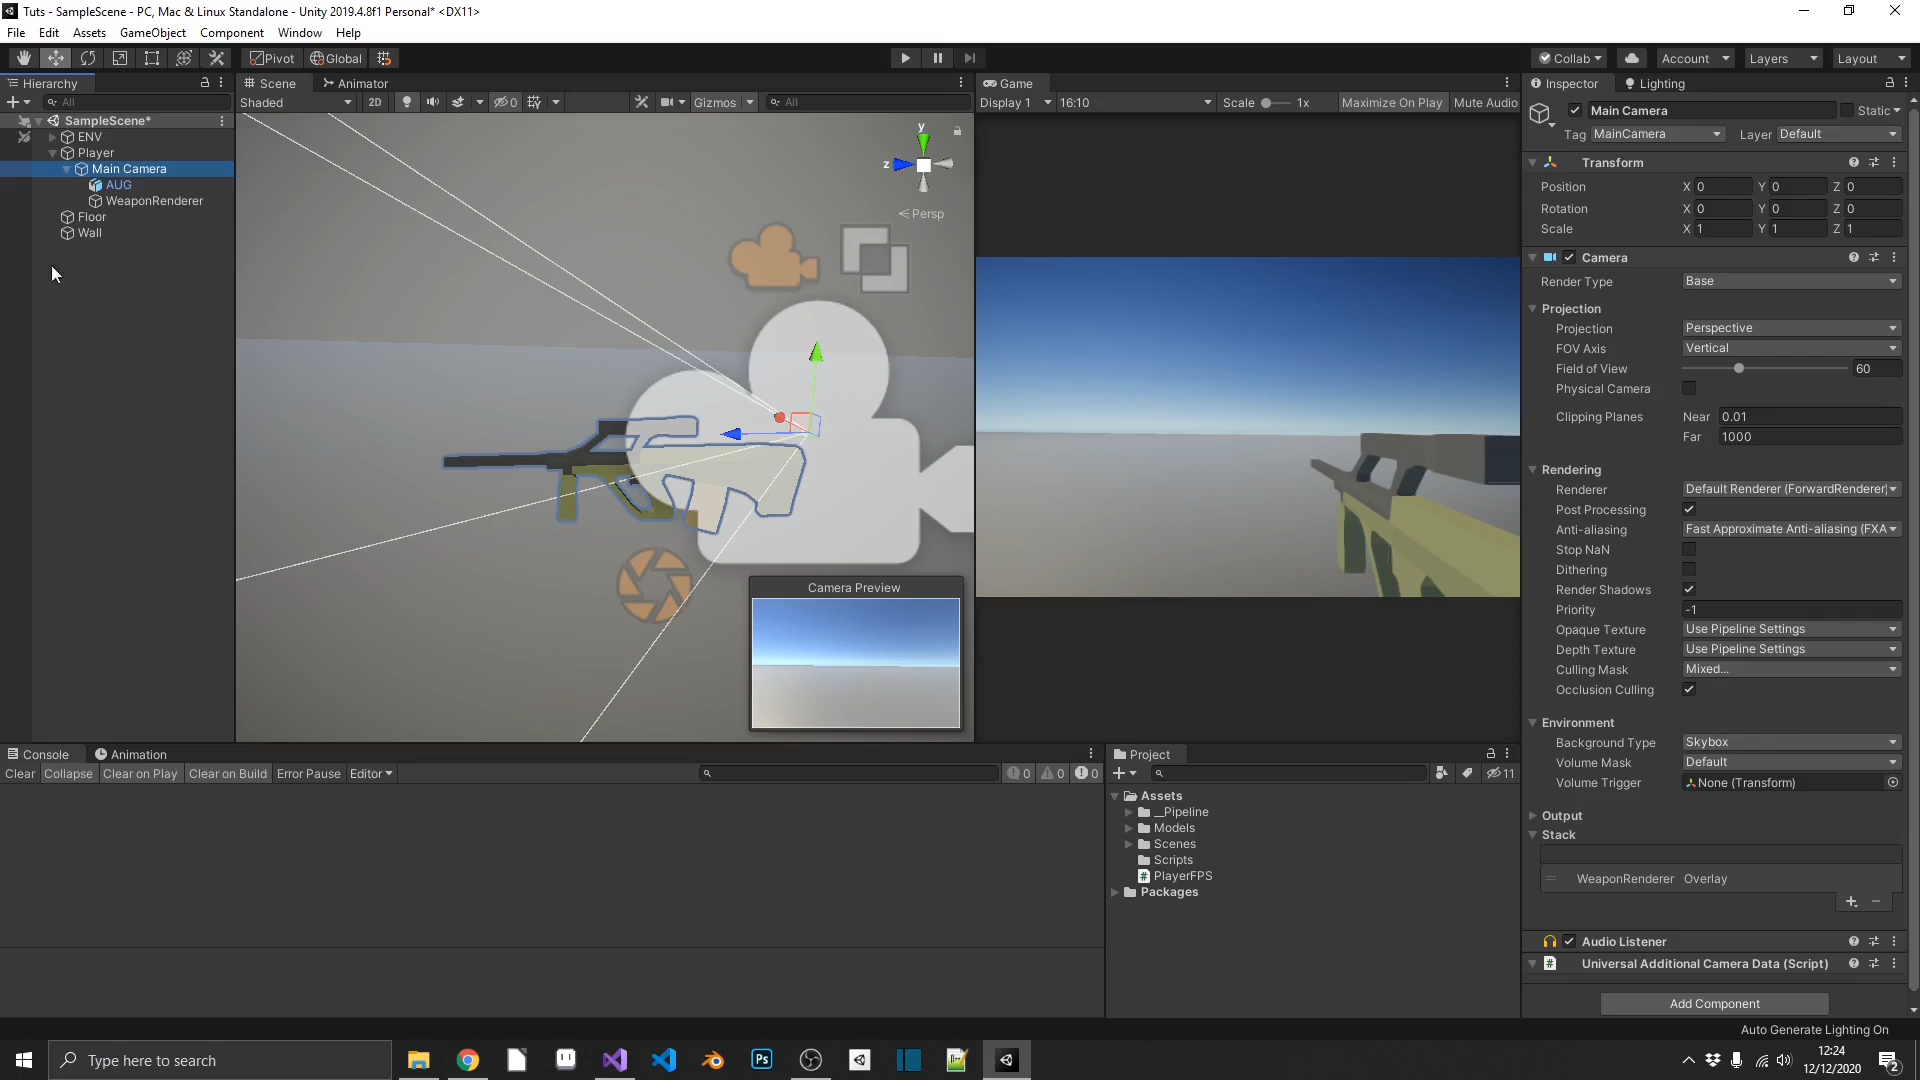 Tuts - SampleScene - PC, Mac & Linux Standalone - Unity 2019.4.8f1 Personal* <DX11>
File Edit Assets GameObject Component Window Help
Pivot Global Collab Account Layers Layout
Hierarchy
All
SampleScene*
ENV
Player
Main Camera
AUG
WeaponRenderer
Floor
Wall
Scene Animator
Shaded 2D 0 Gizmos All
y
z
Persp
Camera Preview
Game
Display 1 16:10 Scale 1x Maximize On Play Mute Audio
Inspector Lighting
Main Camera Static
Tag MainCamera Layer Default
Transform
Position X 0 Y 0 Z 0
Rotation X 0 Y 0 Z 0
Scale X 1 Y 1 Z 1
Camera
Render Type Base
Projection
Projection Perspective
FOV Axis Vertical
Field of View 60
Physical Camera
Clipping Planes Near 0.01
Far 1000
Rendering
Renderer Default Renderer (ForwardRenderer)
Post Processing
Anti-aliasing Fast Approximate Anti-aliasing (FXA
Stop NaN
Dithering
Render Shadows
Priority -1
Opaque Texture Use Pipeline Settings
Depth Texture Use Pipeline Settings
Culling Mask Mixed...
Occlusion Culling
Environment
Background Type Skybox
Volume Mask Default
Volume Trigger None (Transform)
Output
Stack
WeaponRenderer Overlay
Audio Listener
Universal Additional Camera Data (Script)
Add Component
Console Animation
Clear Collapse Clear on Play Clear on Build Error Pause Editor 0 0 0
Project
11
Assets
__Pipeline
Models
Scenes
Scripts
PlayerFPS
Packages
Auto Generate Lighting On
Type here to search
Ps
12:24
12/12/2020
2